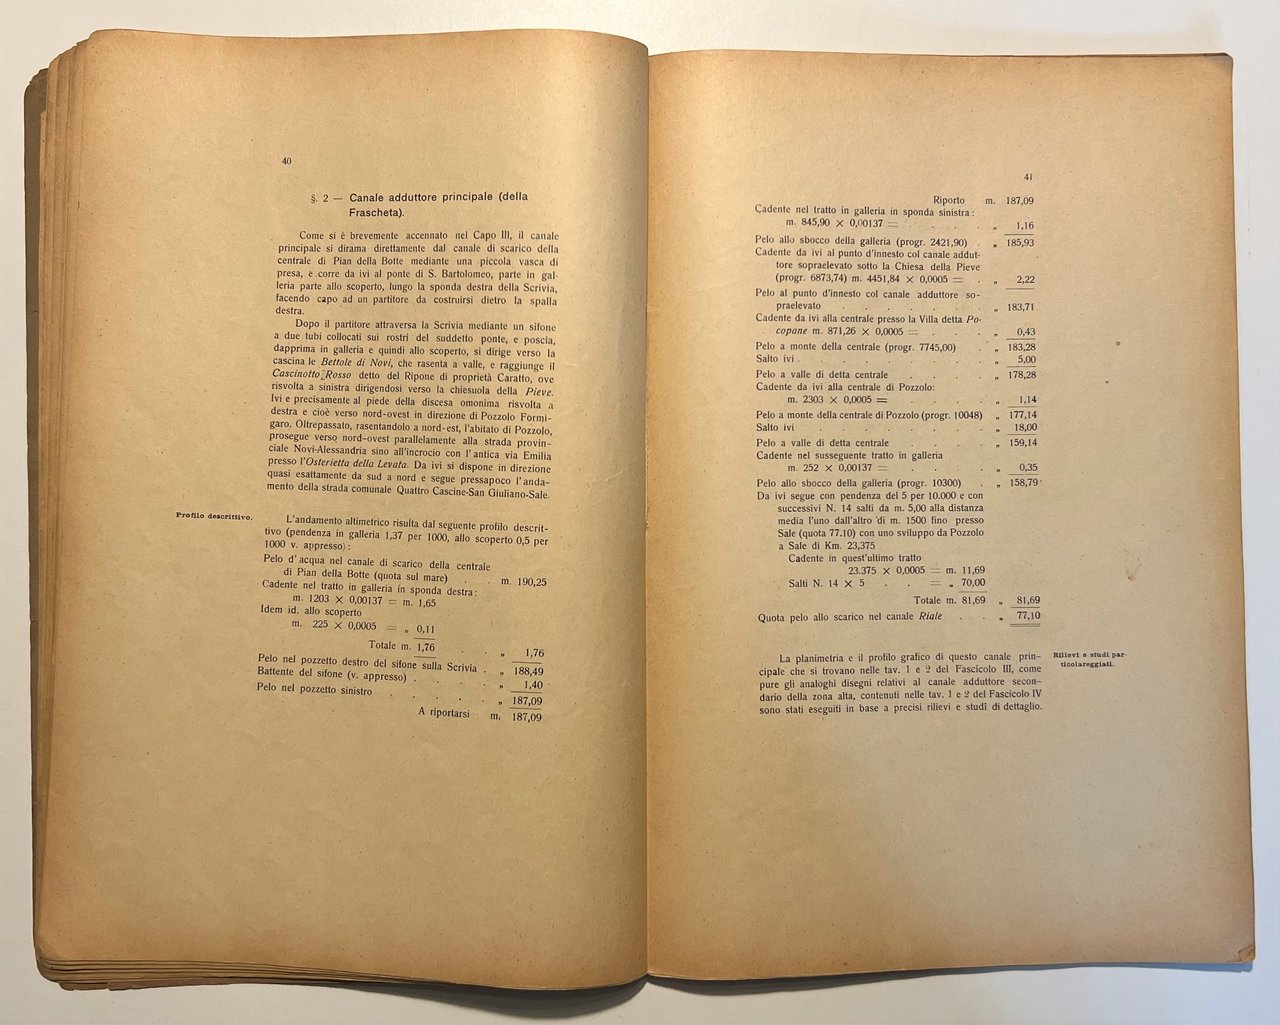 40
§. 2 — Canale adduttore principale (della
Frascheta).
Come si è brevemente accennato nel Capo III, il canale
principale si dirama direttamente dal canale di scarico della
centrale di Pian della Botte mediante una piccola vasca di
presa, e corre da ivi al ponte di S. Bartolomeo, parte in gal-
leria parte allo scoperto, lungo la sponda destra della Scrivia,
facendo capo ad un partitore da costruirsi dietro la spalla
destra.
Dopo il partitore attraversa la Scrivia mediante un sifone
a due tubi collocati sui rostri del suddetto ponte, e poscia,
dapprima in galleria e quindi allo scoperto, si dirige verso la
cascina le Bettole di Novi, che rasenta a valle, e raggiunge il
Cascinotto Rosso detto del Ripone di proprietà Caratto, ove
risvolta a sinistra dirigendosi verso la chiesuola della Pieve.
Ivi e precisamente al piede della discesa omonima risvolta a
destra e cioè verso nord-ovest in direzione di Pozzolo Formi-
garo. Oltrepassato, rasentandolo a nord-est, l'abitato di Pozzolo,
prosegue verso nord-ovest parallelamente alla strada provin-
ciale Novi-Alessandria sino all'incrocio con l'antica via Emilia
presso l'Osterietta della Levata. Da ivi si dispone in direzione
quasi esattamente da sud a nord e segue pressapoco l'anda-
mento della strada comunale Quattro Cascine-San Giuliano-Sale.
Profilo descrittivo.
L'andamento altimetrico risulta dal seguente profilo descrit-
tivo (pendenza in galleria 1,37 per 1000, allo scoperto 0,5 per
1000 v. appresso):
Pelo d'acqua nel canale di scarico della centrale
di Pian della Botte (quota sul mare) . . m. 190,25
Cadente nel tratto in galleria in sponda destra:
m. 1203 × 0,00137 = m. 1,65
Idem id. allo scoperto
m. 225 × 0,0005 = „ 0,11
Totale m. 1,76 . . „ 1,76
Pelo nel pozzetto destro del sifone sulla Scrivia . „ 188,49
Battente del sifone (v. appresso) . . . . „ 1,40
Pelo nel pozzetto sinistro . . . . . „ 187,09
A riportarsi m. 187,09
41
Riporto m. 187,09
Cadente nel tratto in galleria in sponda sinistra:
m. 845,90 × 0,00137 = . . . . „ 1,16
Pelo allo sbocco della galleria (progr. 2421,90) . „ 185,93
Cadente da ivi al punto d'innesto col canale addut-
tore sopraelevato sotto la Chiesa della Pieve
(progr. 6873,74) m. 4451,84 × 0,0005 = . „ 2,22
Pelo al punto d'innesto col canale adduttore so-
praelevato . . . . . . . „ 183,71
Cadente da ivi alla centrale presso la Villa detta Po-
copane m. 871,26 × 0,0005 = . . . „ 0,43
Pelo a monte della centrale (progr. 7745,00) . „ 183,28
Salto ivi . . . . . . . . „ 5,00
Pelo a valle di detta centrale . . . . „ 178,28
Cadente da ivi alla centrale di Pozzolo:
m. 2303 × 0,0005 = . . . . „ 1,14
Pelo a monte della centrale di Pozzolo (progr. 10048) „ 177,14
Salto ivi . . . . . . . . „ 18,00
Pelo a valle di detta centrale . . . . „ 159,14
Cadente nel susseguente tratto in galleria
m. 252 × 0,00137 = . . . . „ 0,35
Pelo allo sbocco della galleria (progr. 10300) . „ 158,79
Da ivi segue con pendenza del 5 per 10.000 e con
successivi N. 14 salti da m. 5,00 alla distanza
media l'uno dall'altro di m. 1500 fino presso
Sale (quota 77.10) con uno sviluppo da Pozzolo
a Sale di Km. 23,375
Cadente in quest'ultimo tratto
23.375 × 0,0005 = m. 11,69
Salti N. 14 × 5 . . = „ 70,00
Totale m. 81,69 „ 81,69
Quota pelo allo scarico nel canale Riale . . „ 77,10
La planimetria e il profilo grafico di questo canale prin-
cipale che si trovano nelle tav. 1 e 2 del Fascicolo III, come
pure gli analoghi disegni relativi al canale adduttore secon-
dario della zona alta, contenuti nelle tav. 1 e 2 del Fascicolo IV
sono stati eseguiti in base a precisi rilievi e studî di dettaglio.
Rilievi e studi par-
ticolareggiati.